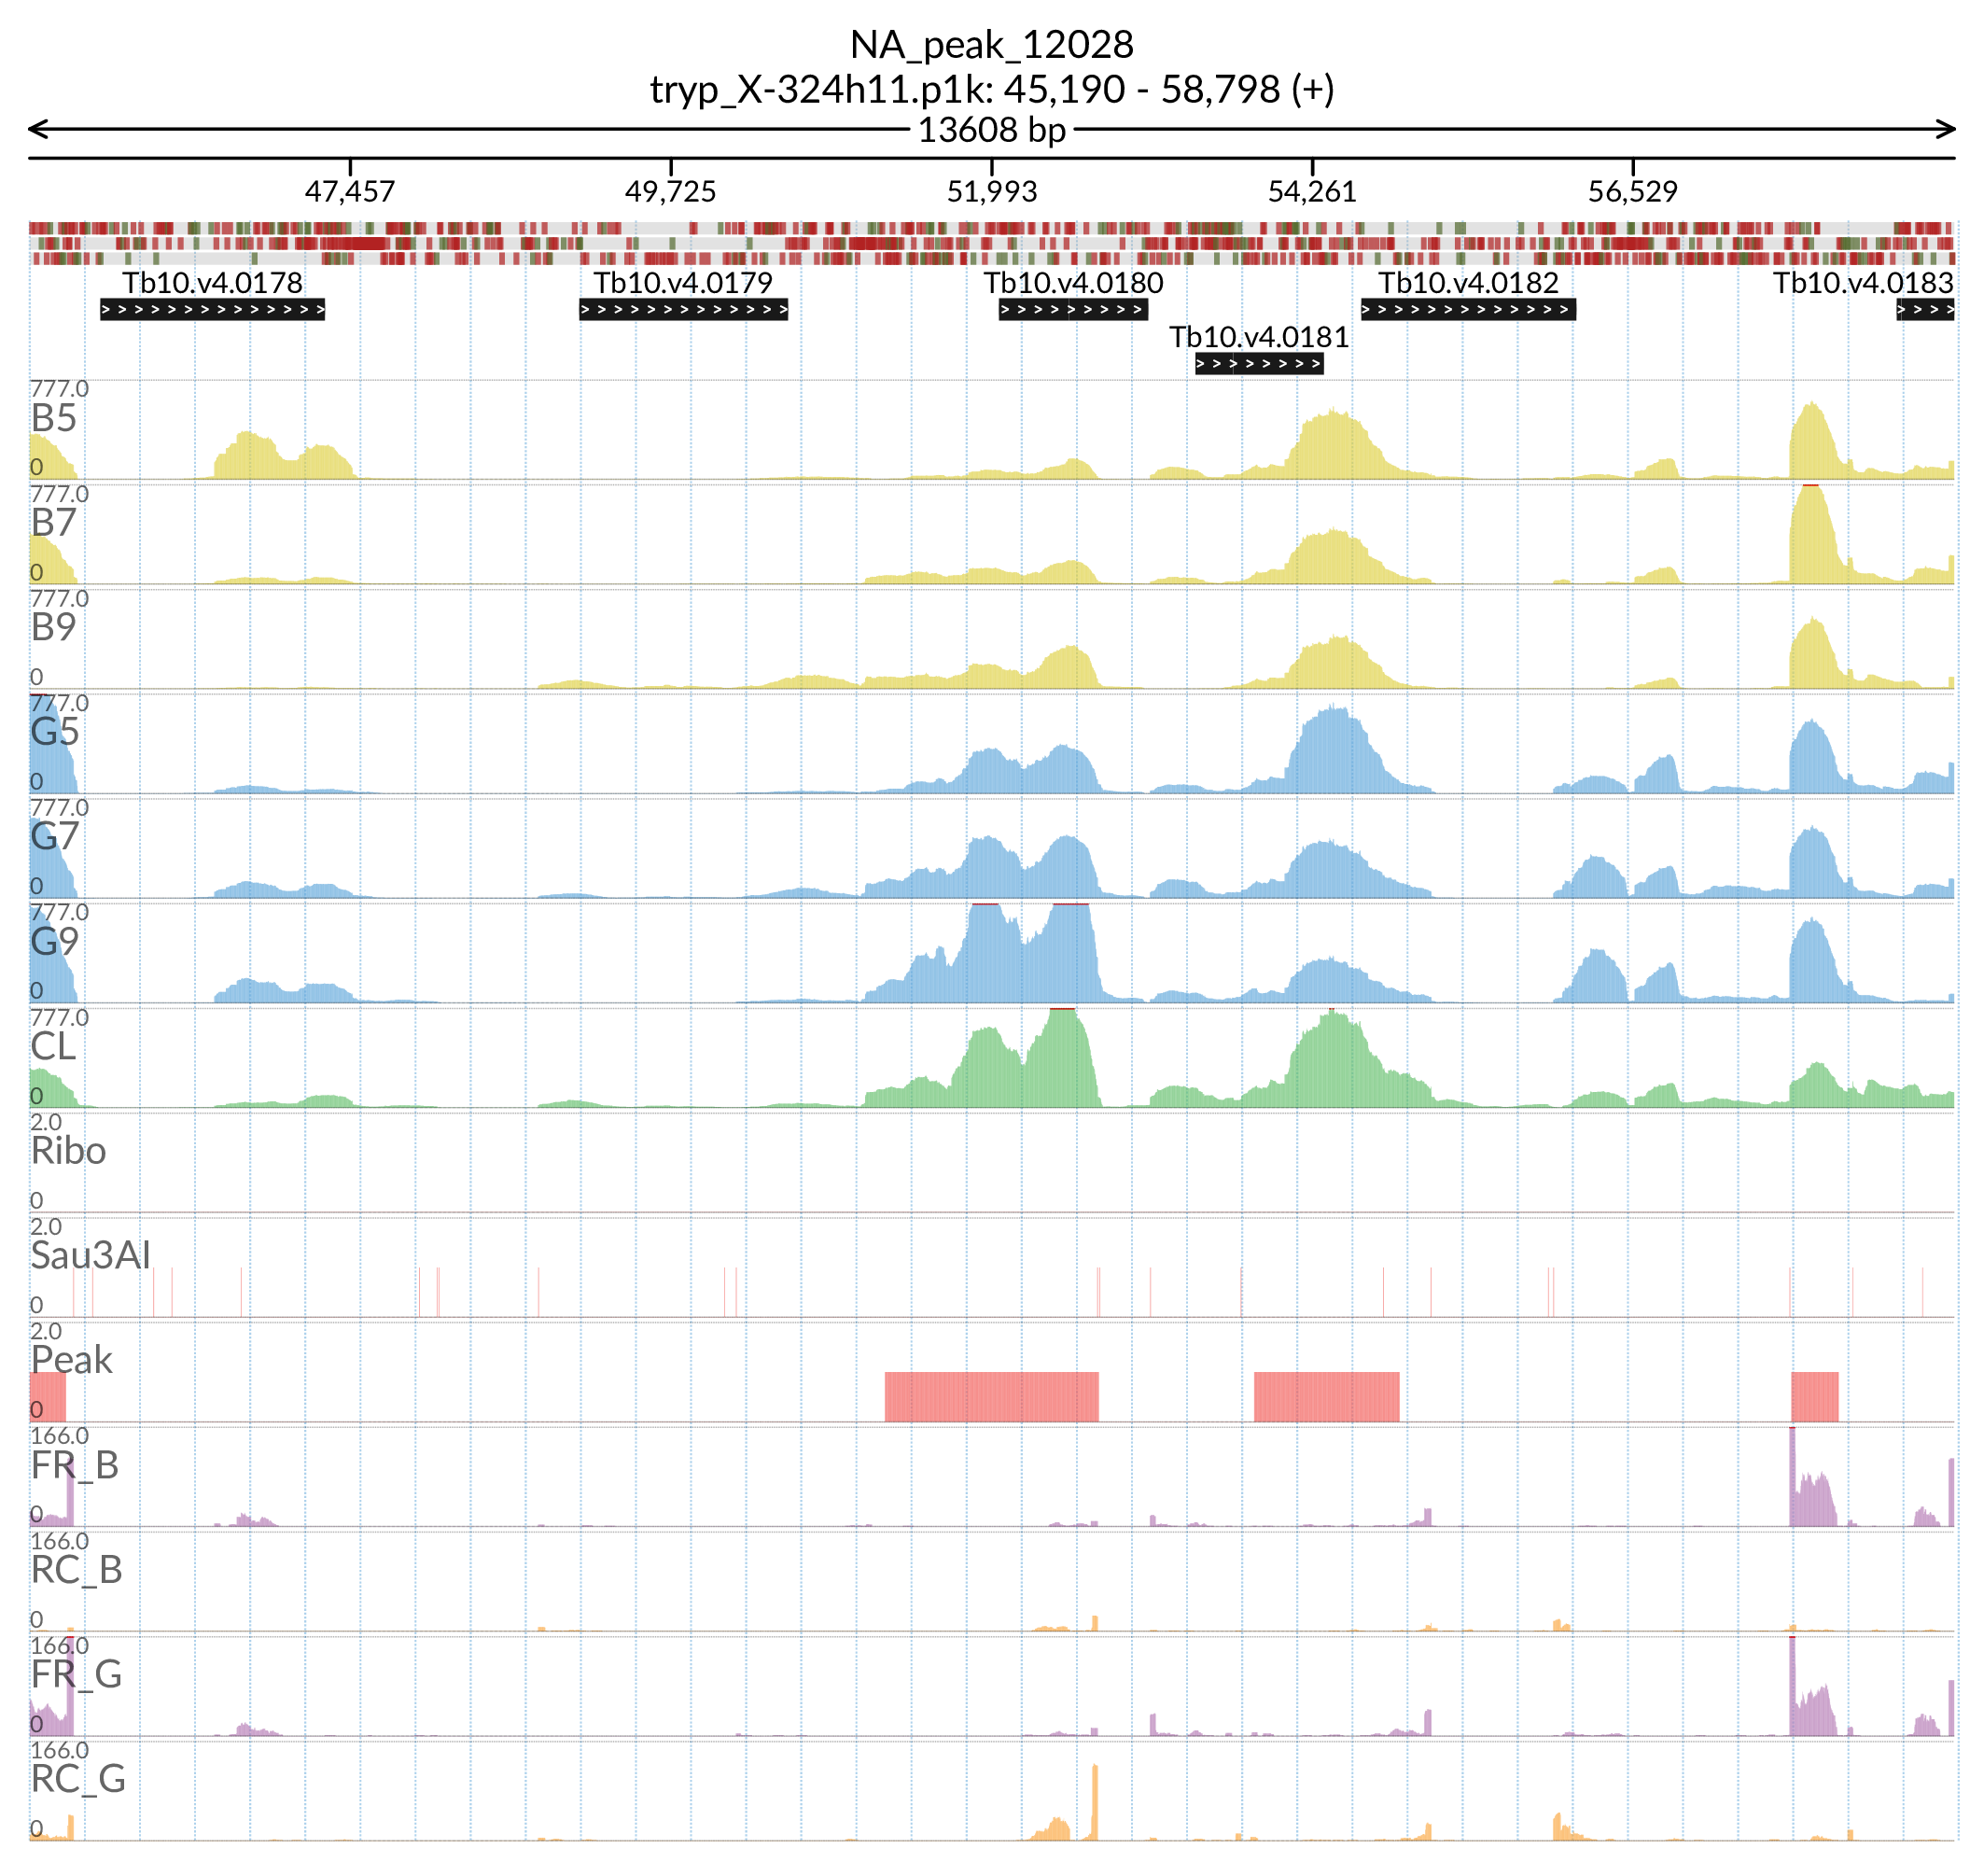 NA_peak_12028
tryp_X-324h11.p1k: 45,190 - 58,798 (+)
13608 bp
47,457 49,725 51,993 54,261 56,529
Tb10.v4.0178 Tb10.v4.0179 Tb10.v4.0180 Tb10.v4.0182 Tb10.v4.0183
Tb10.v4.0181
777.0
B5
0
777.0
B7
0
777.0
B9
0
777.0
G5
0
777.0
G7
0
777.0
G9
0
777.0
CL
0
2.0
Ribo
0
2.0
Sau3AI
0
2.0
Peak
0
166.0
FR_B
0
166.0
RC_B
0
166.0
FR_G
0
166.0
RC_G
0